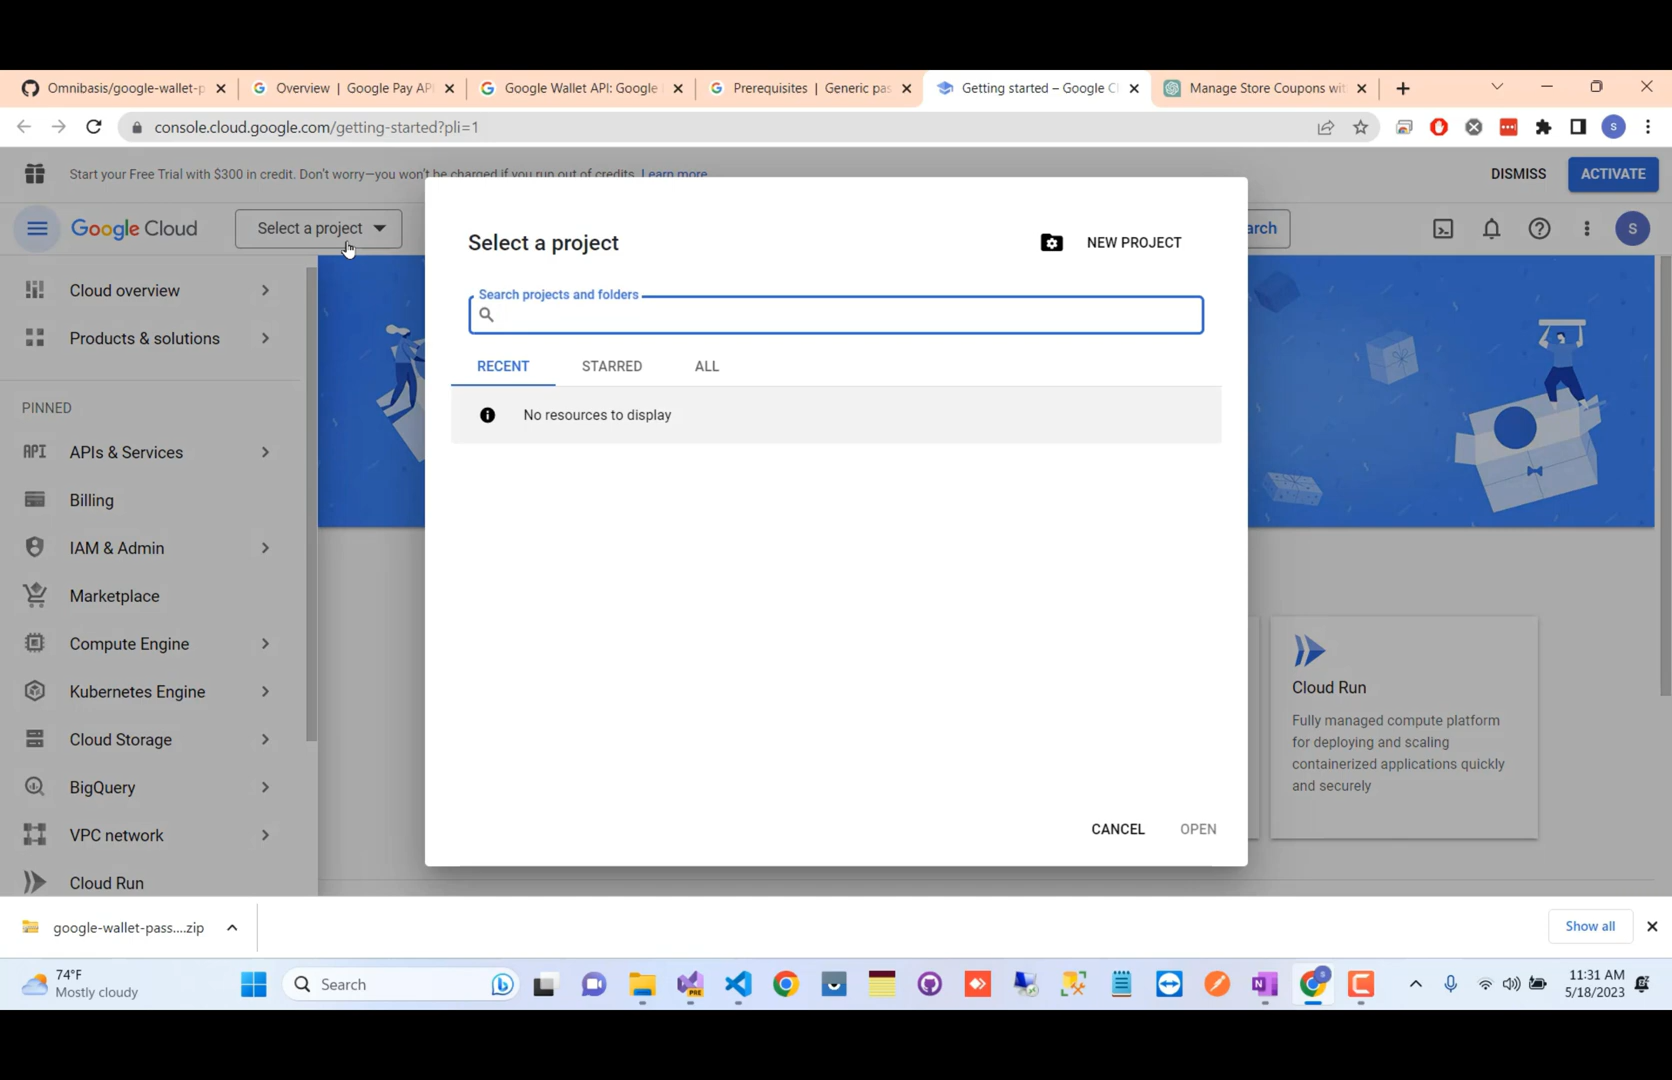 Omnibasis/google-wallet-p
Overview | Google Pay API
Google Wallet API: Google
Prerequisites | Generic pas
Getting started – Google Cl
Manage Store Coupons wit
console.cloud.google.com/getting-started?pli=1
S
Start your Free Trial with $300 in credit. Don't worry—you won't be charged if you run out of credits. Learn more
DISMISS
ACTIVATE
Google Cloud
Select a project
arch
S
Select a project
NEW PROJECT
Search projects and folders
RECENT
STARRED
ALL
No resources to display
CANCEL
OPEN
Cloud overview
Products & solutions
PINNED
API APIs & Services
Billing
IAM & Admin
Marketplace
Compute Engine
Kubernetes Engine
Cloud Storage
BigQuery
VPC network
Cloud Run
Cloud Run
Fully managed compute platform
for deploying and scaling
containerized applications quickly
and securely
google-wallet-pass....zip
Show all
74°F
Mostly cloudy
Search
PRE
N
S
11:31 AM
5/18/2023